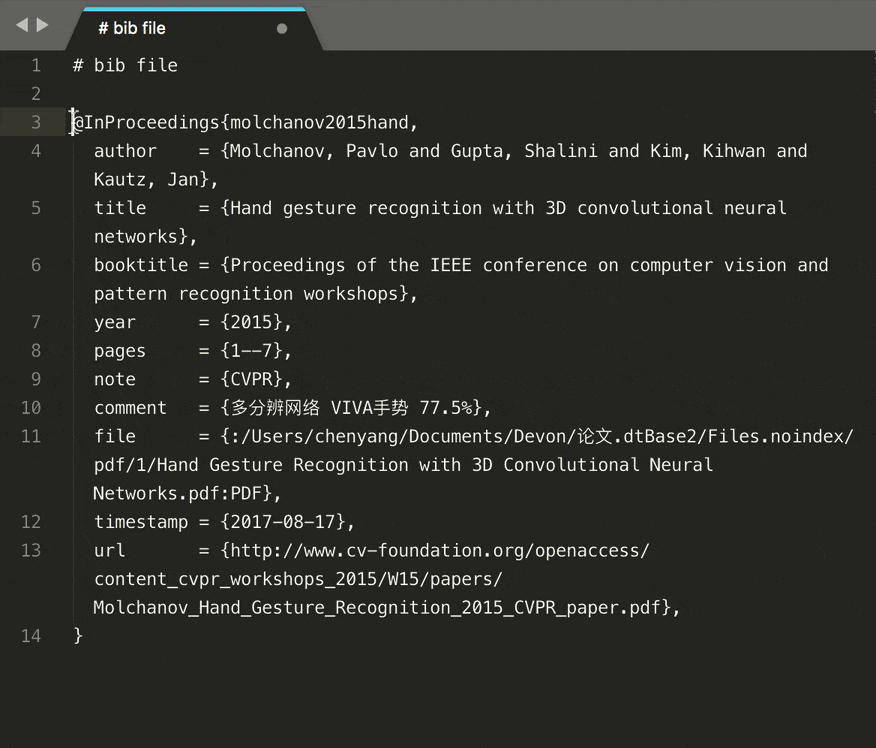 # bib file
1 # bib file
2
3 @InProceedings{molchanov2015hand,
4 author    = {Molchanov, Pavlo and Gupta, Shalini and Kim, Kihwan and
Kautz, Jan},
5 title     = {Hand gesture recognition with 3D convolutional neural
networks},
6 booktitle = {Proceedings of the IEEE conference on computer vision and
pattern recognition workshops},
7 year      = {2015},
8 pages     = {1--7},
9 note      = {CVPR},
10 comment   = {多分辨网络 VIVA手势 77.5%},
11 file      = {:/Users/chenyang/Documents/Devon/论文.dtBase2/Files.noindex/
pdf/1/Hand Gesture Recognition with 3D Convolutional Neural
Networks.pdf:PDF},
12 timestamp = {2017-08-17},
13 url       = {http://www.cv-foundation.org/openaccess/
content_cvpr_workshops_2015/W15/papers/
Molchanov_Hand_Gesture_Recognition_2015_CVPR_paper.pdf},
14 }